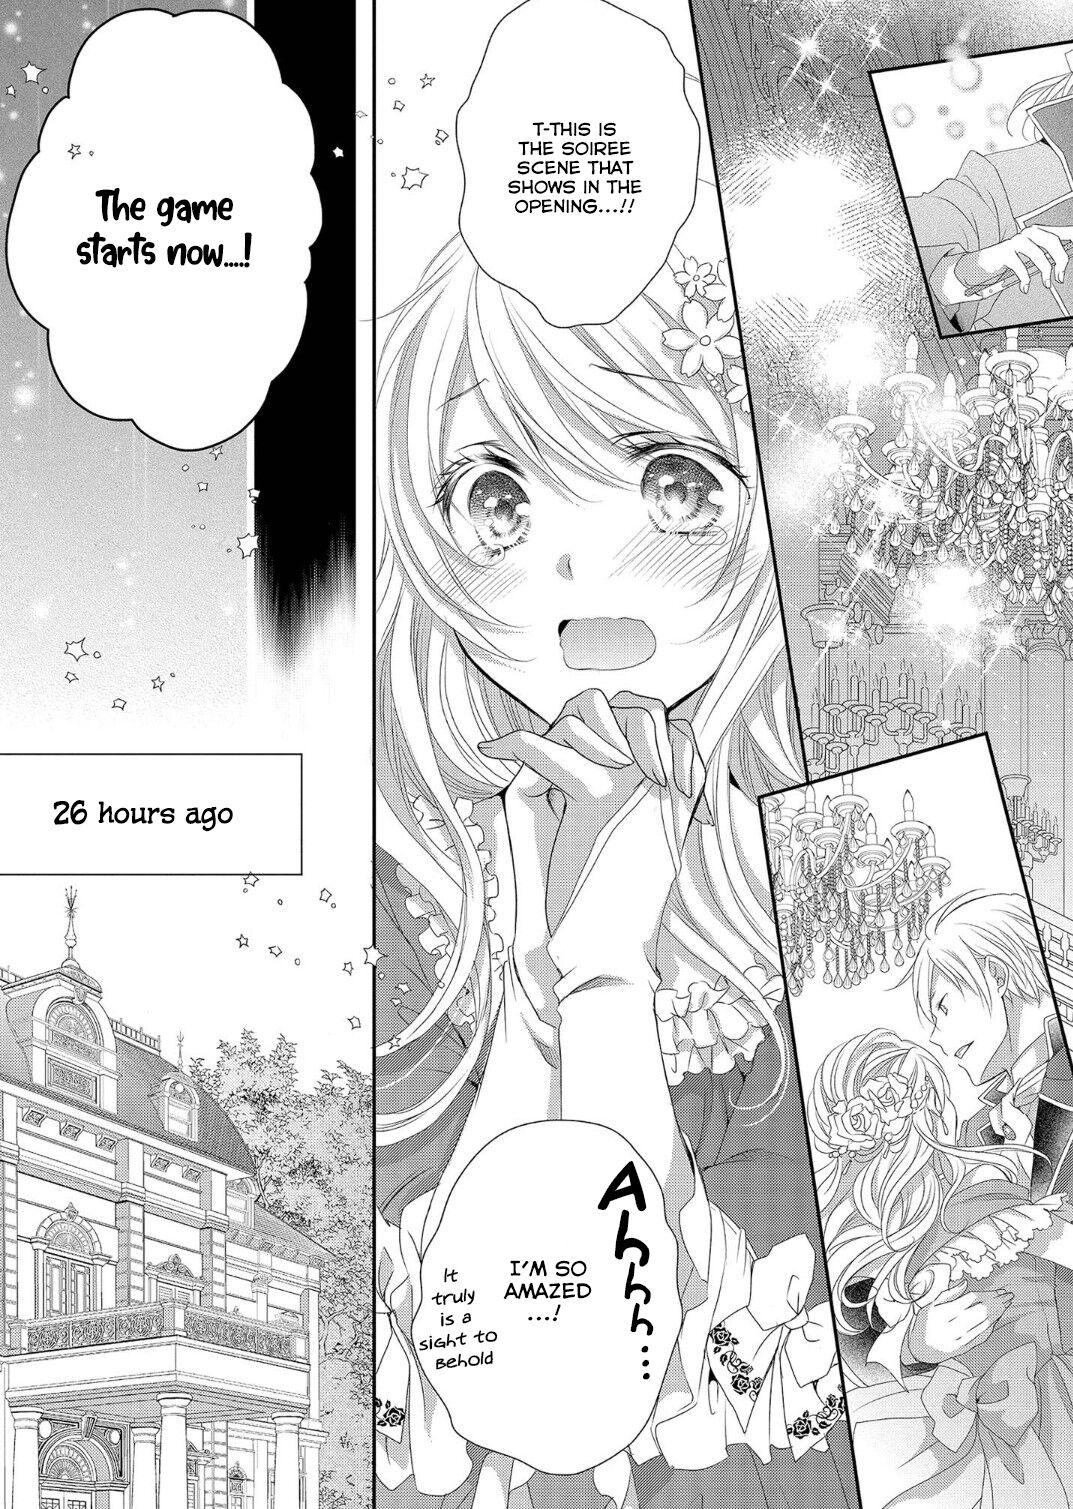 T-THIS IS
THE SOIREE
SCENE THAT
SHOWS IN THE
OPENING...!!
Ahhh...
I'M SO
AMAZED
...!
It
truly
is a
sight to
Behold
The game
starts now....!
26 hours ago